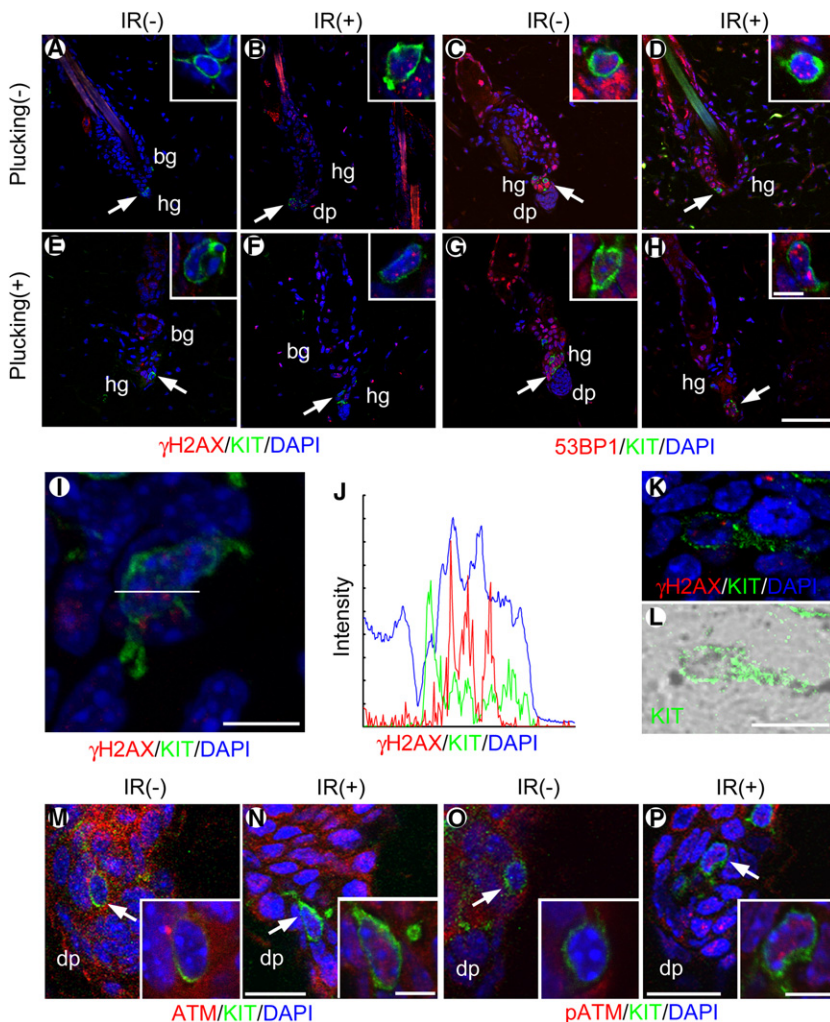 IR(-) IR(+) IR(-) IR(+)
Plucking(-)
A B C D
bg hg hg hg
hg dp dp
Plucking(+)
E F G H
bg bg hg hg
hg hg dp
γH2AX/KIT/DAPI 53BP1/KIT/DAPI
I J K
Intensity
γH2AX/KIT/DAPI
L
KIT
γH2AX/KIT/DAPI γH2AX/KIT/DAPI
IR(-) IR(+) IR(-) IR(+)
M N O P
dp dp dp
ATM/KIT/DAPI pATM/KIT/DAPI